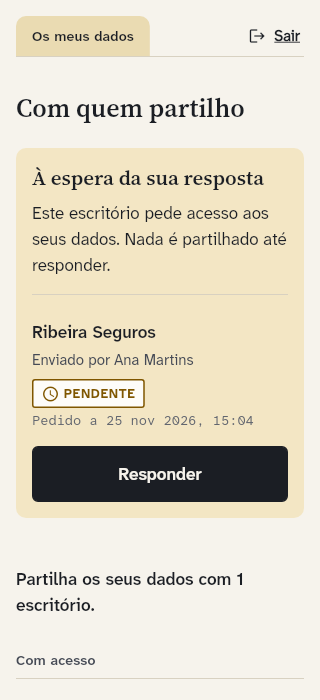 Os meus dados
Sair
Com quem partilho
À espera da sua resposta
Este escritório pede acesso aos
seus dados. Nada é partilhado até
responder.
Ribeira Seguros
Enviado por Ana Martins
PENDENTE
Pedido a 25 nov 2026, 15:04
Responder
Partilha os seus dados com 1
escritório.
Com acesso